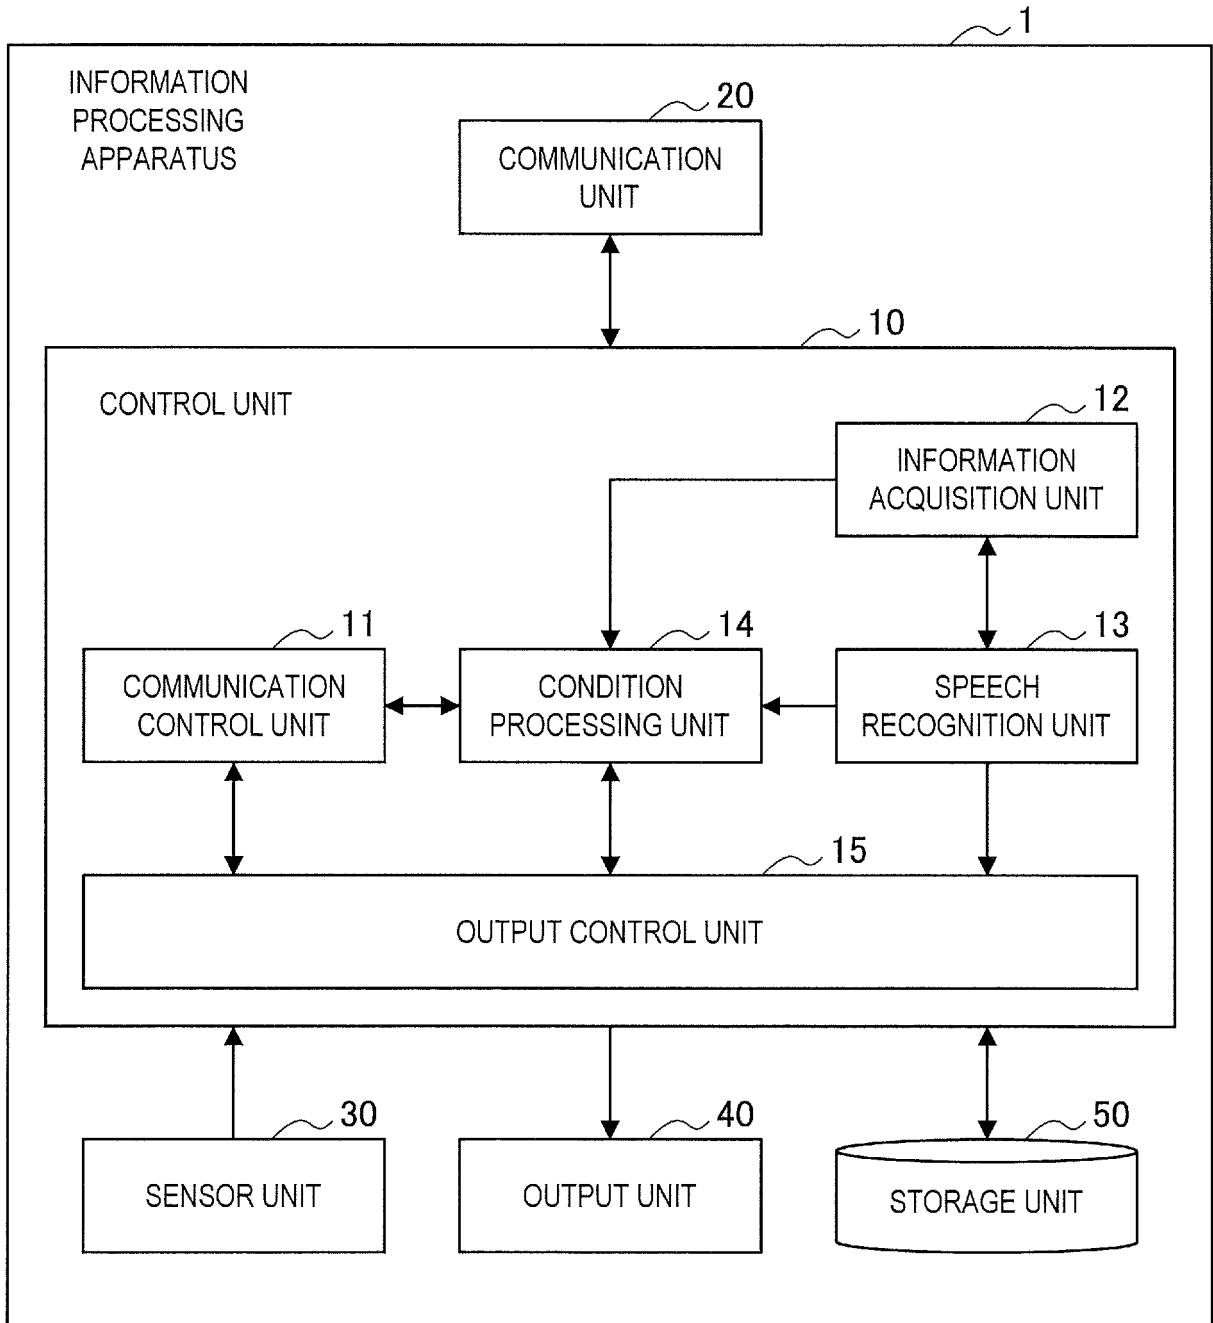 1
INFORMATION
PROCESSING
APPARATUS
20
COMMUNICATION
UNIT
10
CONTROL UNIT
12
INFORMATION
ACQUISITION UNIT
11
COMMUNICATION
CONTROL UNIT
14
CONDITION
PROCESSING UNIT
13
SPEECH
RECOGNITION UNIT
15
OUTPUT CONTROL UNIT
30
SENSOR UNIT
40
OUTPUT UNIT
50
STORAGE UNIT